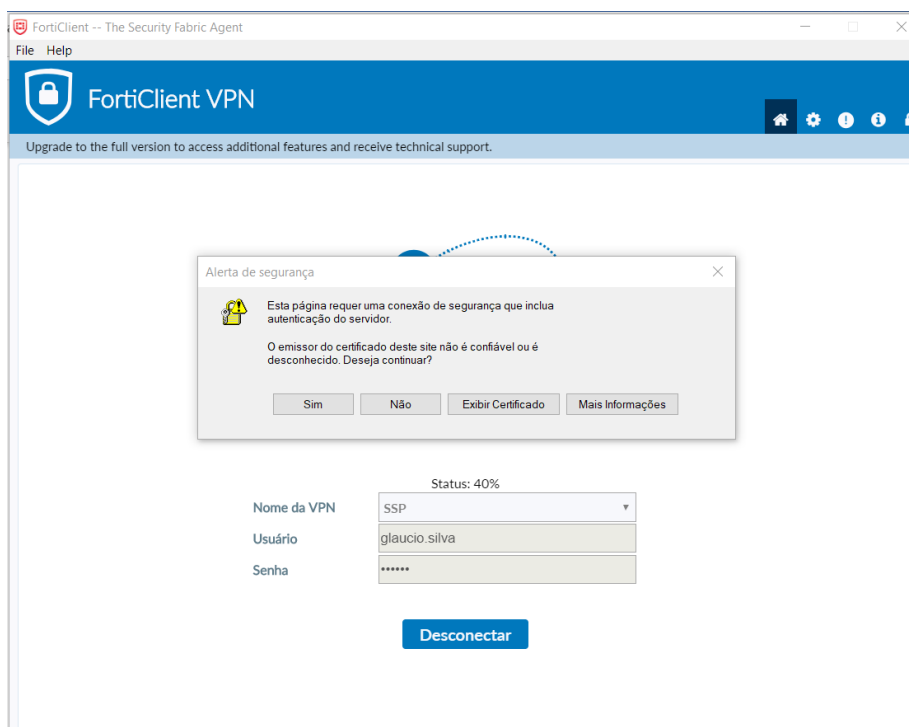 FortiClient -- The Security Fabric Agent
File Help
FortiClient VPN
Upgrade to the full version to access additional features and receive technical support.
Alerta de segurança
Esta página requer uma conexão de segurança que inclua
autenticação do servidor.
O emissor do certificado deste site não é confiável ou é
desconhecido. Deseja continuar?
Sim Não Exibir Certificado Mais Informações
Status: 40%
Nome da VPN SSP
Usuário glaucio.silva
Senha ••••••
Desconectar